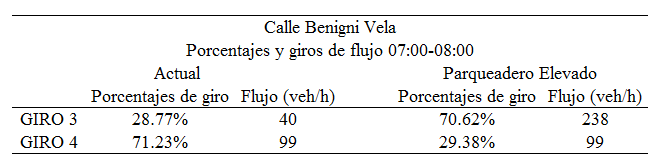 Calle Benigni Vela
Porcentajes y giros de flujo 07:00-08:00
Actual Parqueadero Elevado
Porcentajes de giro Flujo (veh/h) Porcentajes de giro Flujo (veh/h)
GIRO 3 28.77% 40 70.62% 238
GIRO 4 71.23% 99 29.38% 99